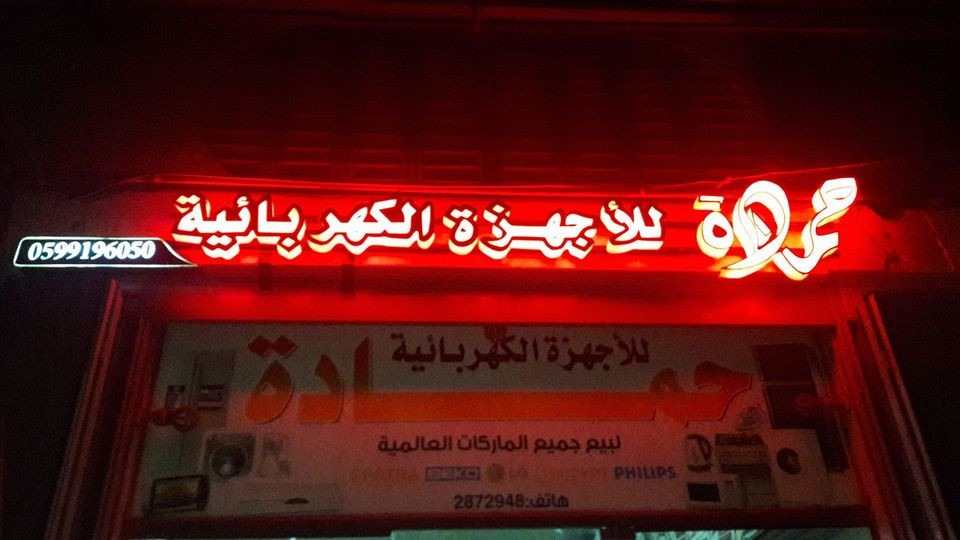 حمادة للأجهزة الكهربائية
0599196050
للأجهزة الكهربائية
حمادة
لبيع جميع الماركات العالمية
BEKO LG PHILIPS
هاتف:2872948